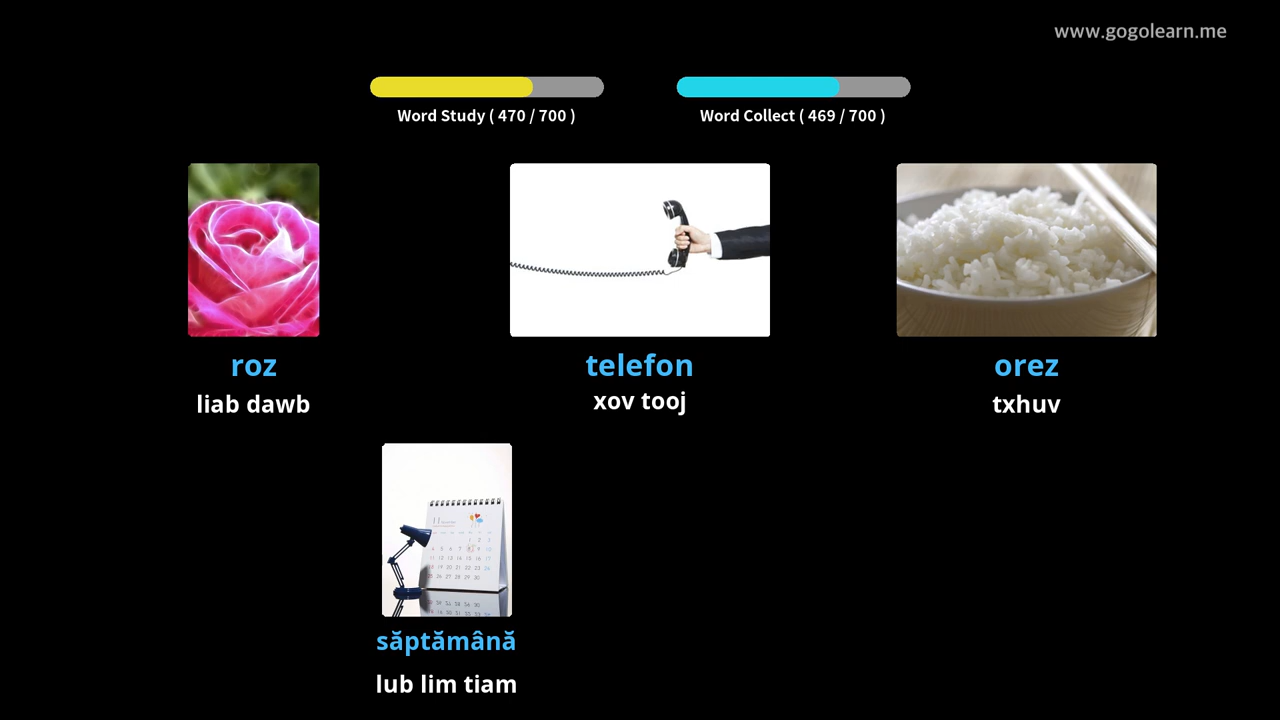 www.gogolearn.me
Word Study ( 470 / 700 )
Word Collect ( 469 / 700 )
roz
liab dawb
telefon
xov tooj
orez
txhuv
săptămână
lub lim tiam